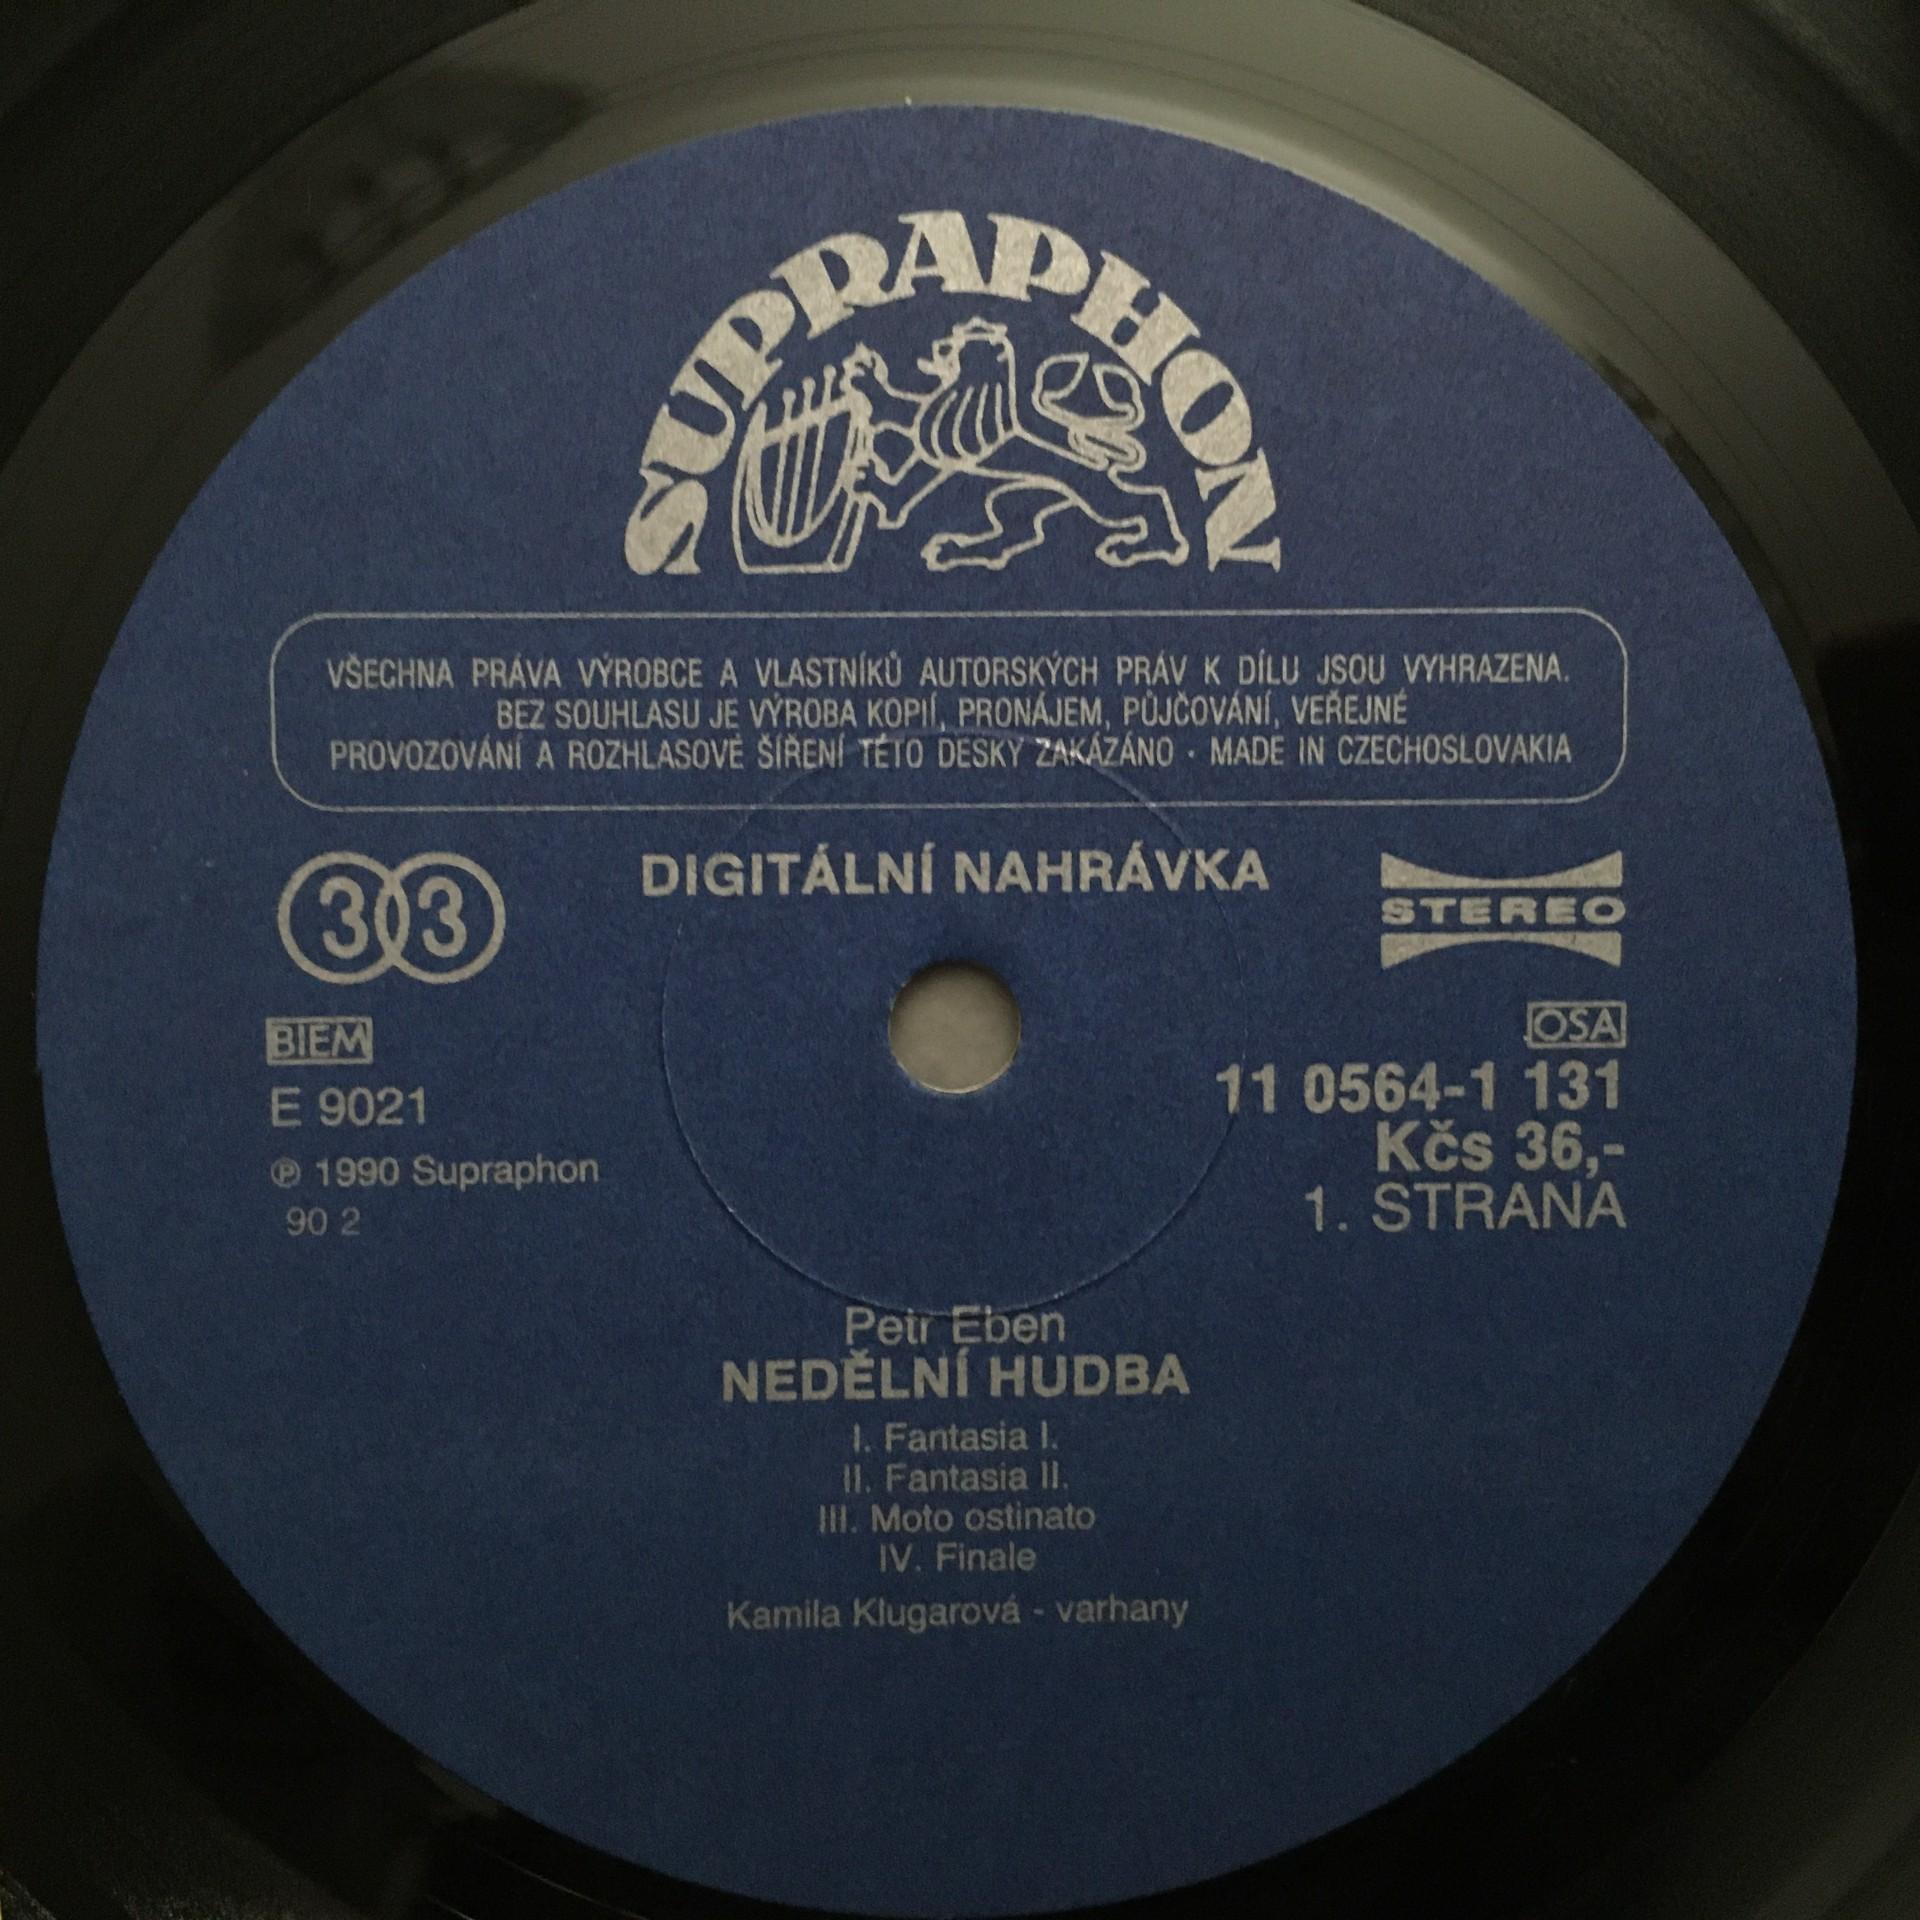 SUPRAPHON
VŠECHNA PRÁVA VÝROBCE A VLASTNÍKŮ AUTORSKÝCH PRÁV K DÍLU JSOU VYHRAZENA.
BEZ SOUHLASU JE VÝROBA KOPIÍ, PRONÁJEM, PŮJČOVÁNÍ, VEŘEJNÉ
PROVOZOVÁNÍ A ROZHLASOVÉ ŠÍŘENÍ TÉTO DESKY ZAKÁZÁNO · MADE IN CZECHOSLOVAKIA
33
DIGITÁLNÍ NAHRÁVKA
STEREO
BIEM
E 9021
℗ 1990 Supraphon
90 2
OSA
11 0564-1 131
Kčs 36,-
1. STRANA
Petr Eben
NEDĚLNÍ HUDBA
I. Fantasia I.
II. Fantasia II.
III. Moto ostinato
IV. Finale
Kamila Klugarová - varhany